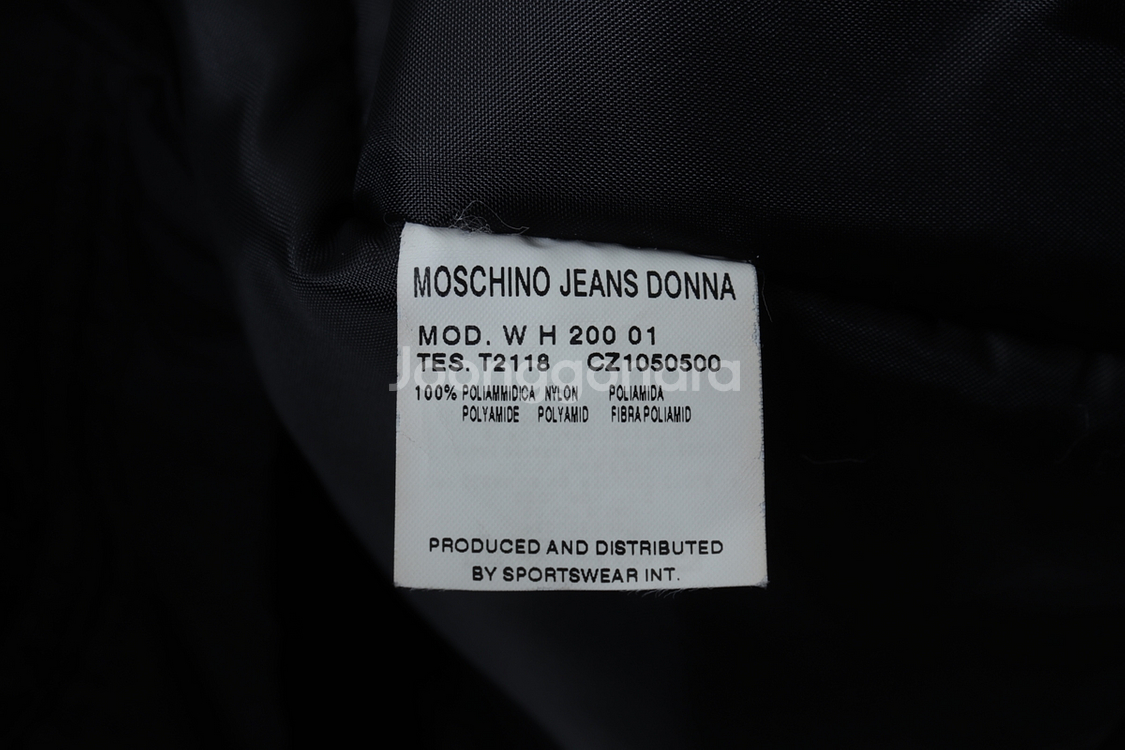 MOSCHINO JEANS DONNA
MOD. W H 200 01
TES. T2118 CZ1050500
Joonggonara
100% POLIAMMIDICA NYLON POLIAMIDA
POLYAMIDE POLYAMID FIBRA POLIAMID
PRODUCED AND DISTRIBUTED
BY SPORTSWEAR INT.